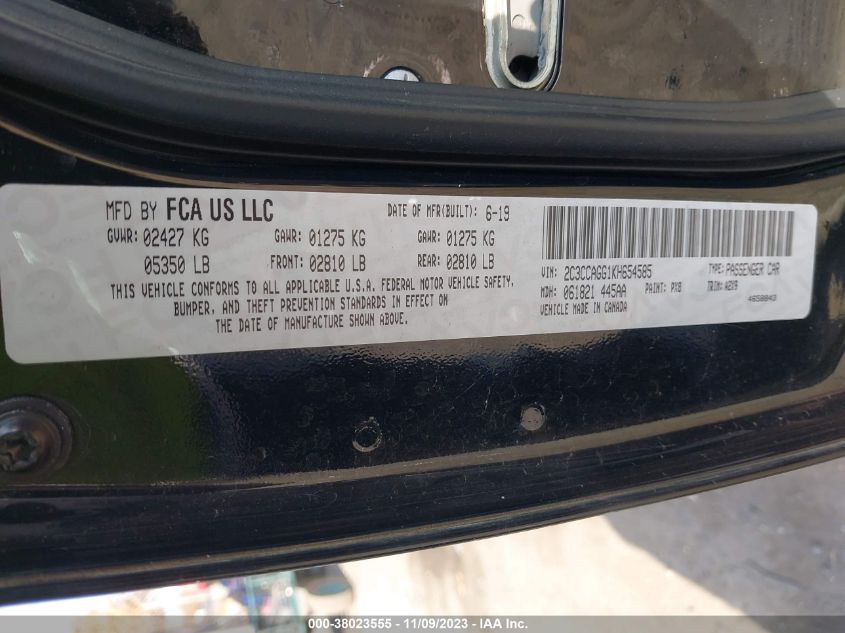 MFD BY FCA US LLC DATE OF MFR(BUILT): 6-19
GVWR: 02427 KG GAWR: 01275 KG GAWR: 01275 KG
05350 LB FRONT: 02810 LB REAR: 02810 LB
THIS VEHICLE CONFORMS TO ALL APPLICABLE U.S.A. FEDERAL MOTOR VEHICLE SAFETY,
BUMPER, AND THEFT PREVENTION STANDARDS IN EFFECT ON
THE DATE OF MANUFACTURE SHOWN ABOVE.
VIN: 2C3CCAGG1KH654585 TYPE: PASSENGER CAR
MDH: 061821 445AA PAINT: PX8 TRIM: A2X9
VEHICLE MADE IN CANADA 4658843
000-38023555 - 11/09/2023 - IAAI.com